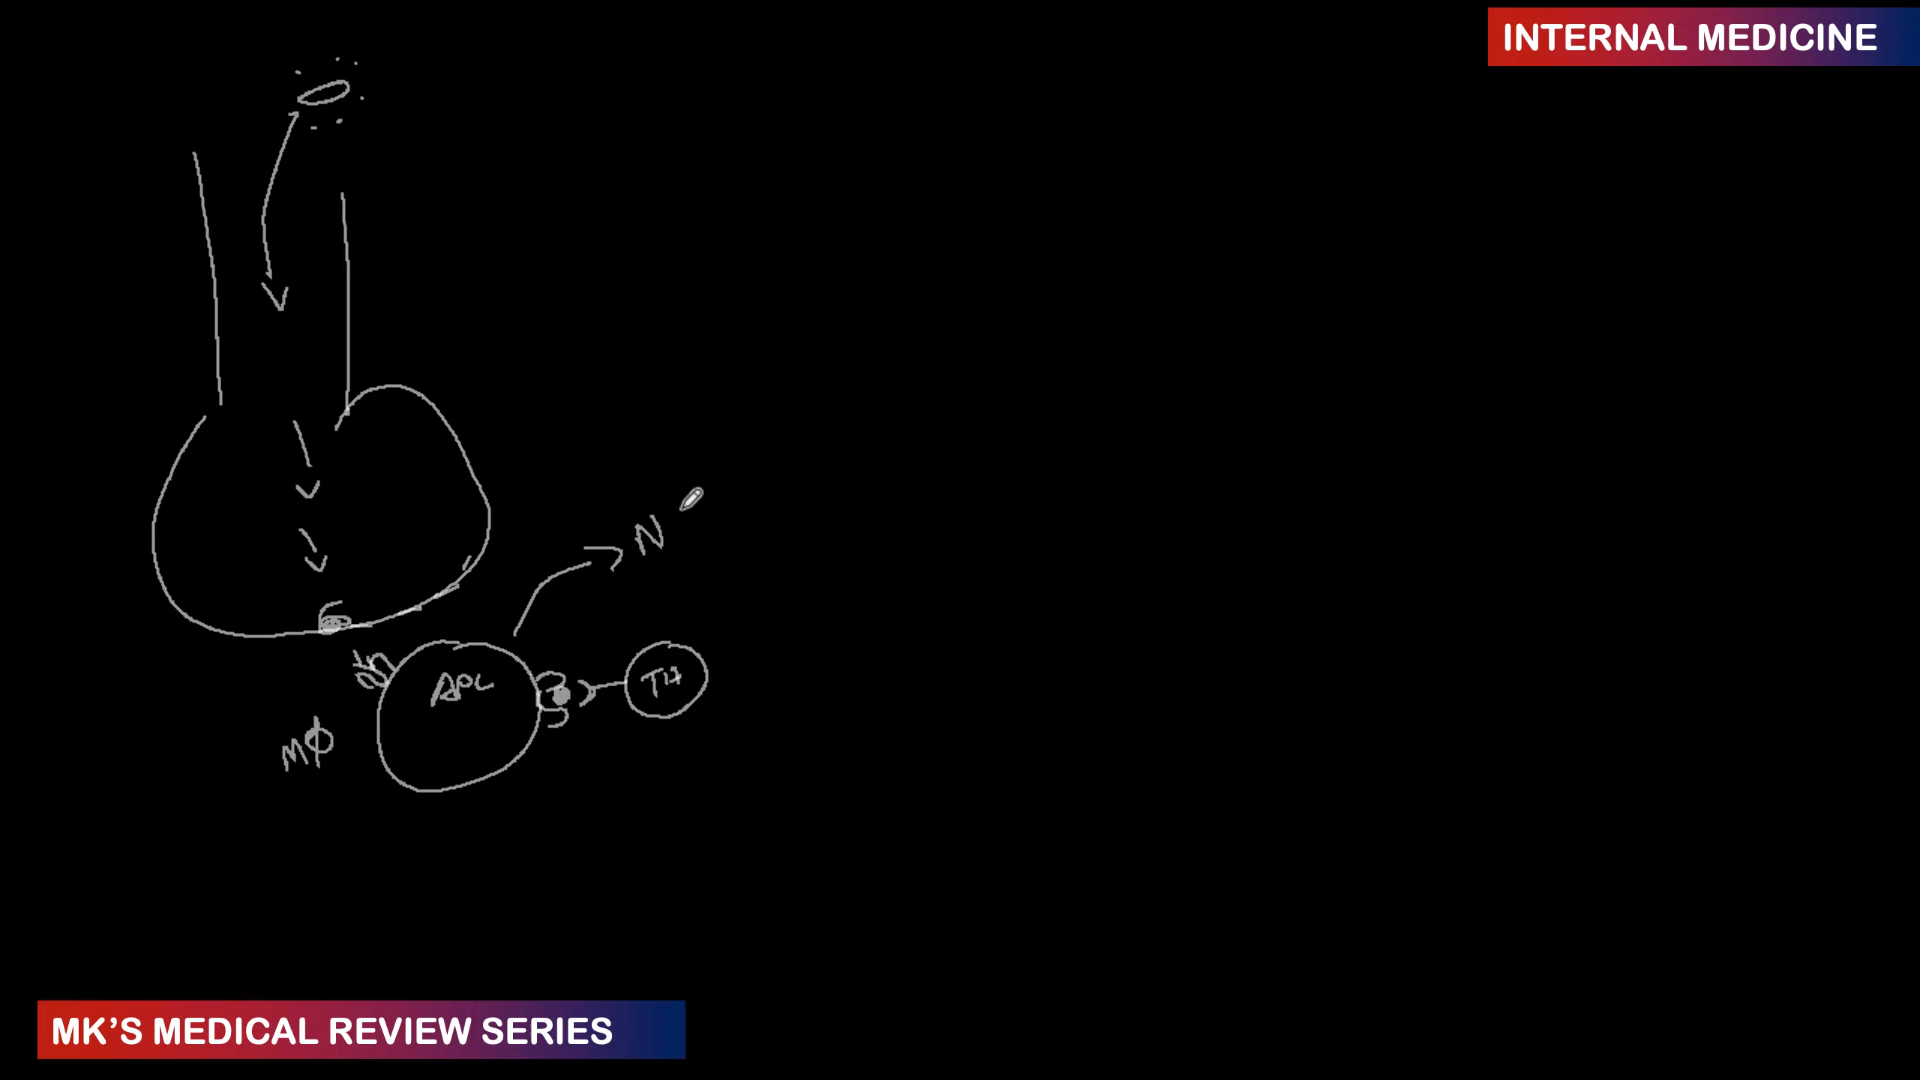 INTERNAL MEDICINE
N
APC
TH
MΦ
MK'S MEDICAL REVIEW SERIES